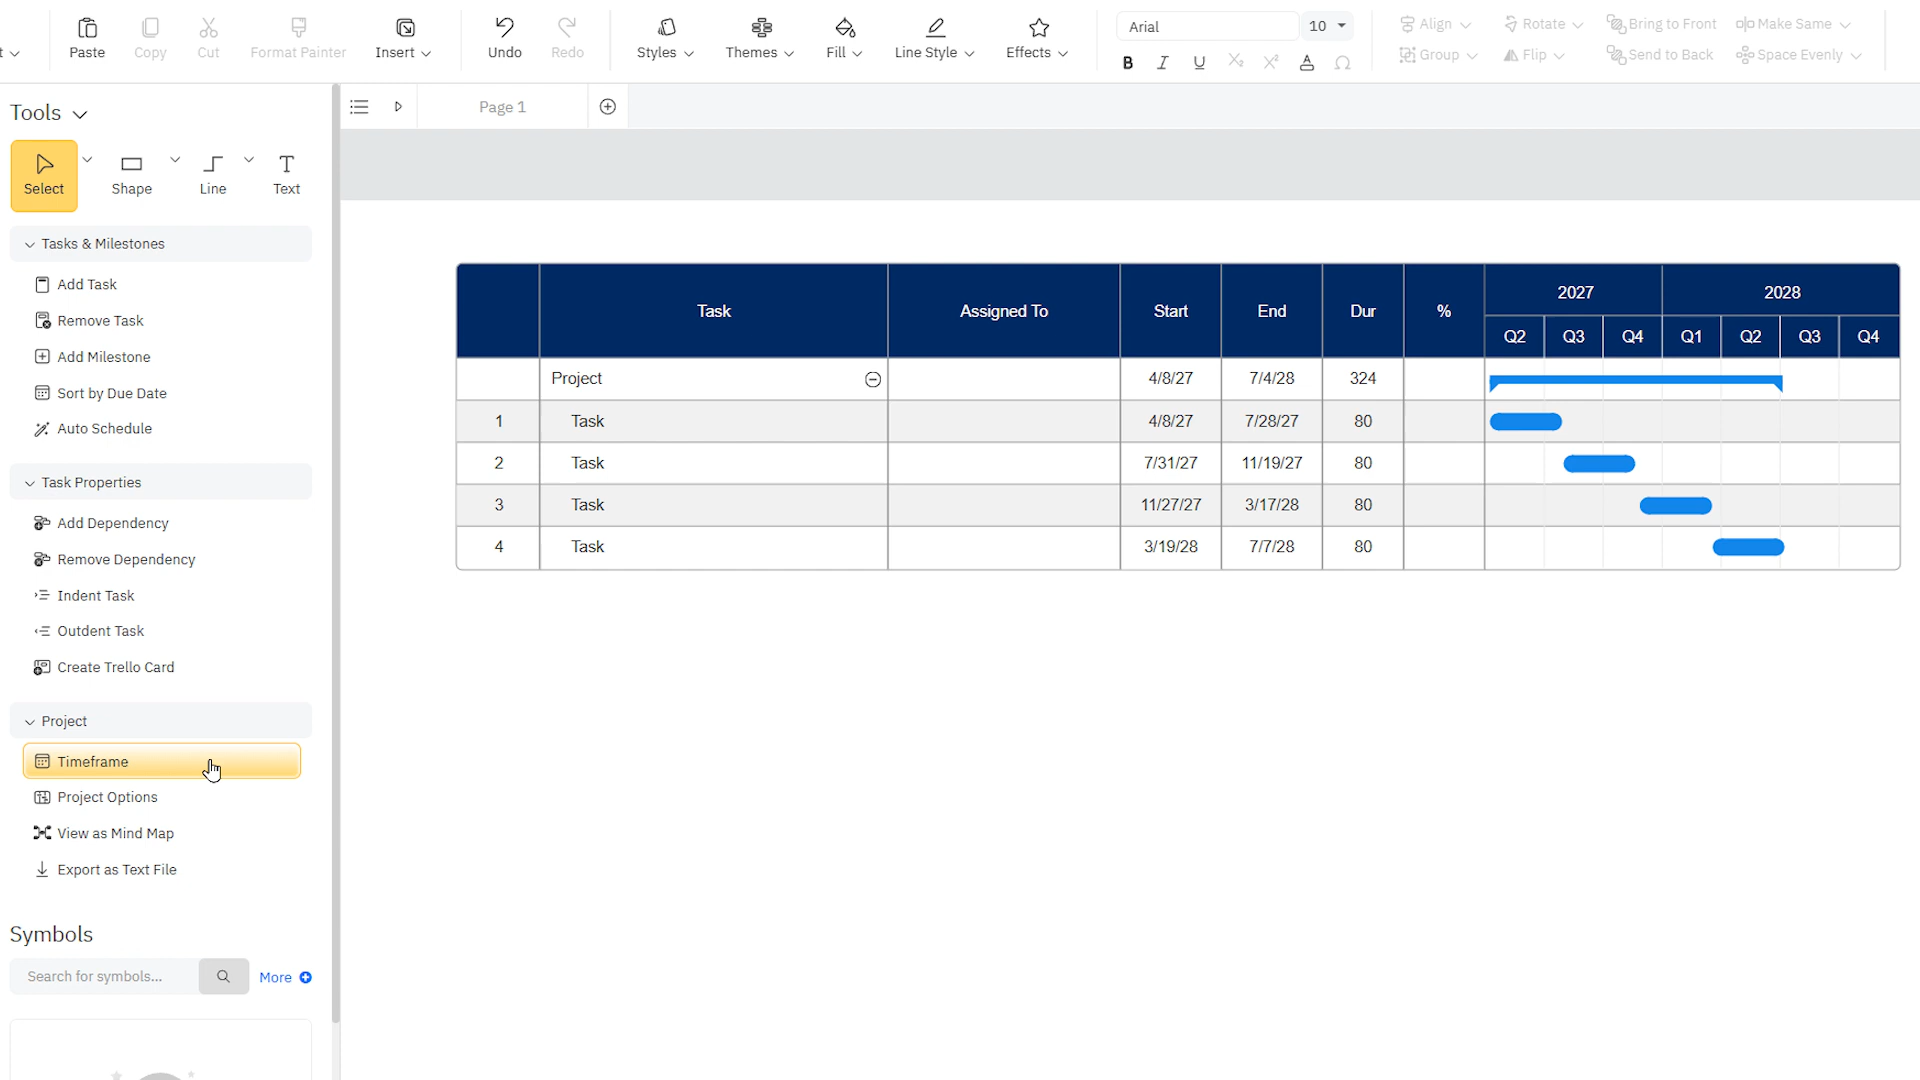 t
Paste
Copy
Cut
Format Painter
Insert
Undo
Redo
Styles
Themes
Fill
Line Style
Effects
Arial
10
B I U X₂ X² A Ω
Align
Rotate
Bring to Front
Make Same
Group
Flip
Send to Back
Space Evenly
Tools
Select
Shape
Line
Text
Tasks & Milestones
Add Task
Remove Task
Add Milestone
Sort by Due Date
Auto Schedule
Task Properties
Add Dependency
Remove Dependency
Indent Task
Outdent Task
Create Trello Card
Project
Timeframe
Project Options
View as Mind Map
Export as Text File
Symbols
Search for symbols...
More
Page 1
Task Assigned To Start End Dur % 2027 2028
Q2 Q3 Q4 Q1 Q2 Q3 Q4
Project 4/8/27 7/4/28 324
1 Task 4/8/27 7/28/27 80
2 Task 7/31/27 11/19/27 80
3 Task 11/27/27 3/17/28 80
4 Task 3/19/28 7/7/28 80